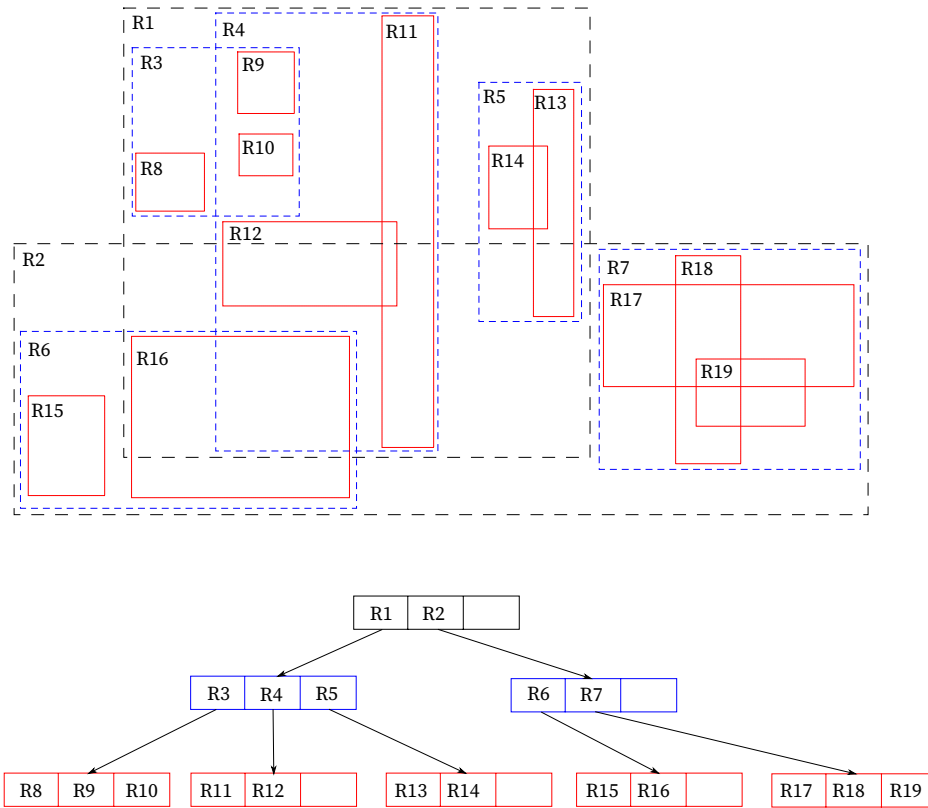 R1
R4
R11
R3
R9
R5
R13
R10
R14
R8
R12
R2
R7
R18
R17
R6
R16
R19
R15
R1 R2
R3 R4 R5
R6 R7
R8 R9 R10
R11 R12
R13 R14
R15 R16
R17 R18 R19